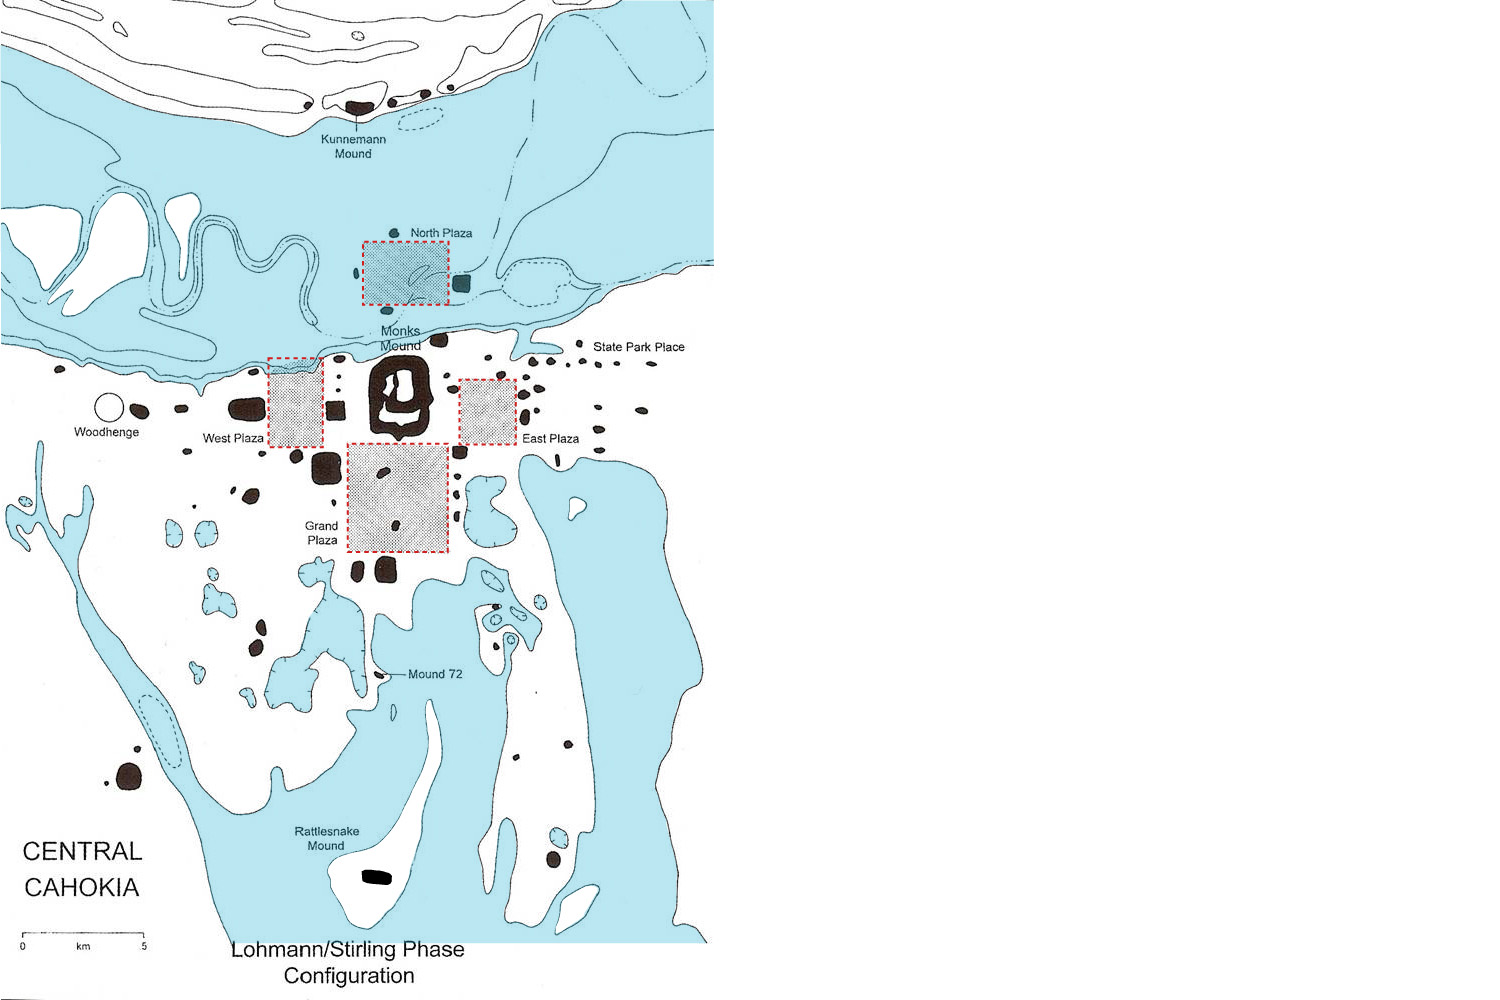 Kunnemann
Mound
North Plaza
Monks
Mound
State Park Place
Woodhenge
West Plaza
East Plaza
Grand
Plaza
Mound 72
Rattlesnake
Mound
CENTRAL
CAHOKIA
0 km 5
Lohmann/Stirling Phase
Configuration